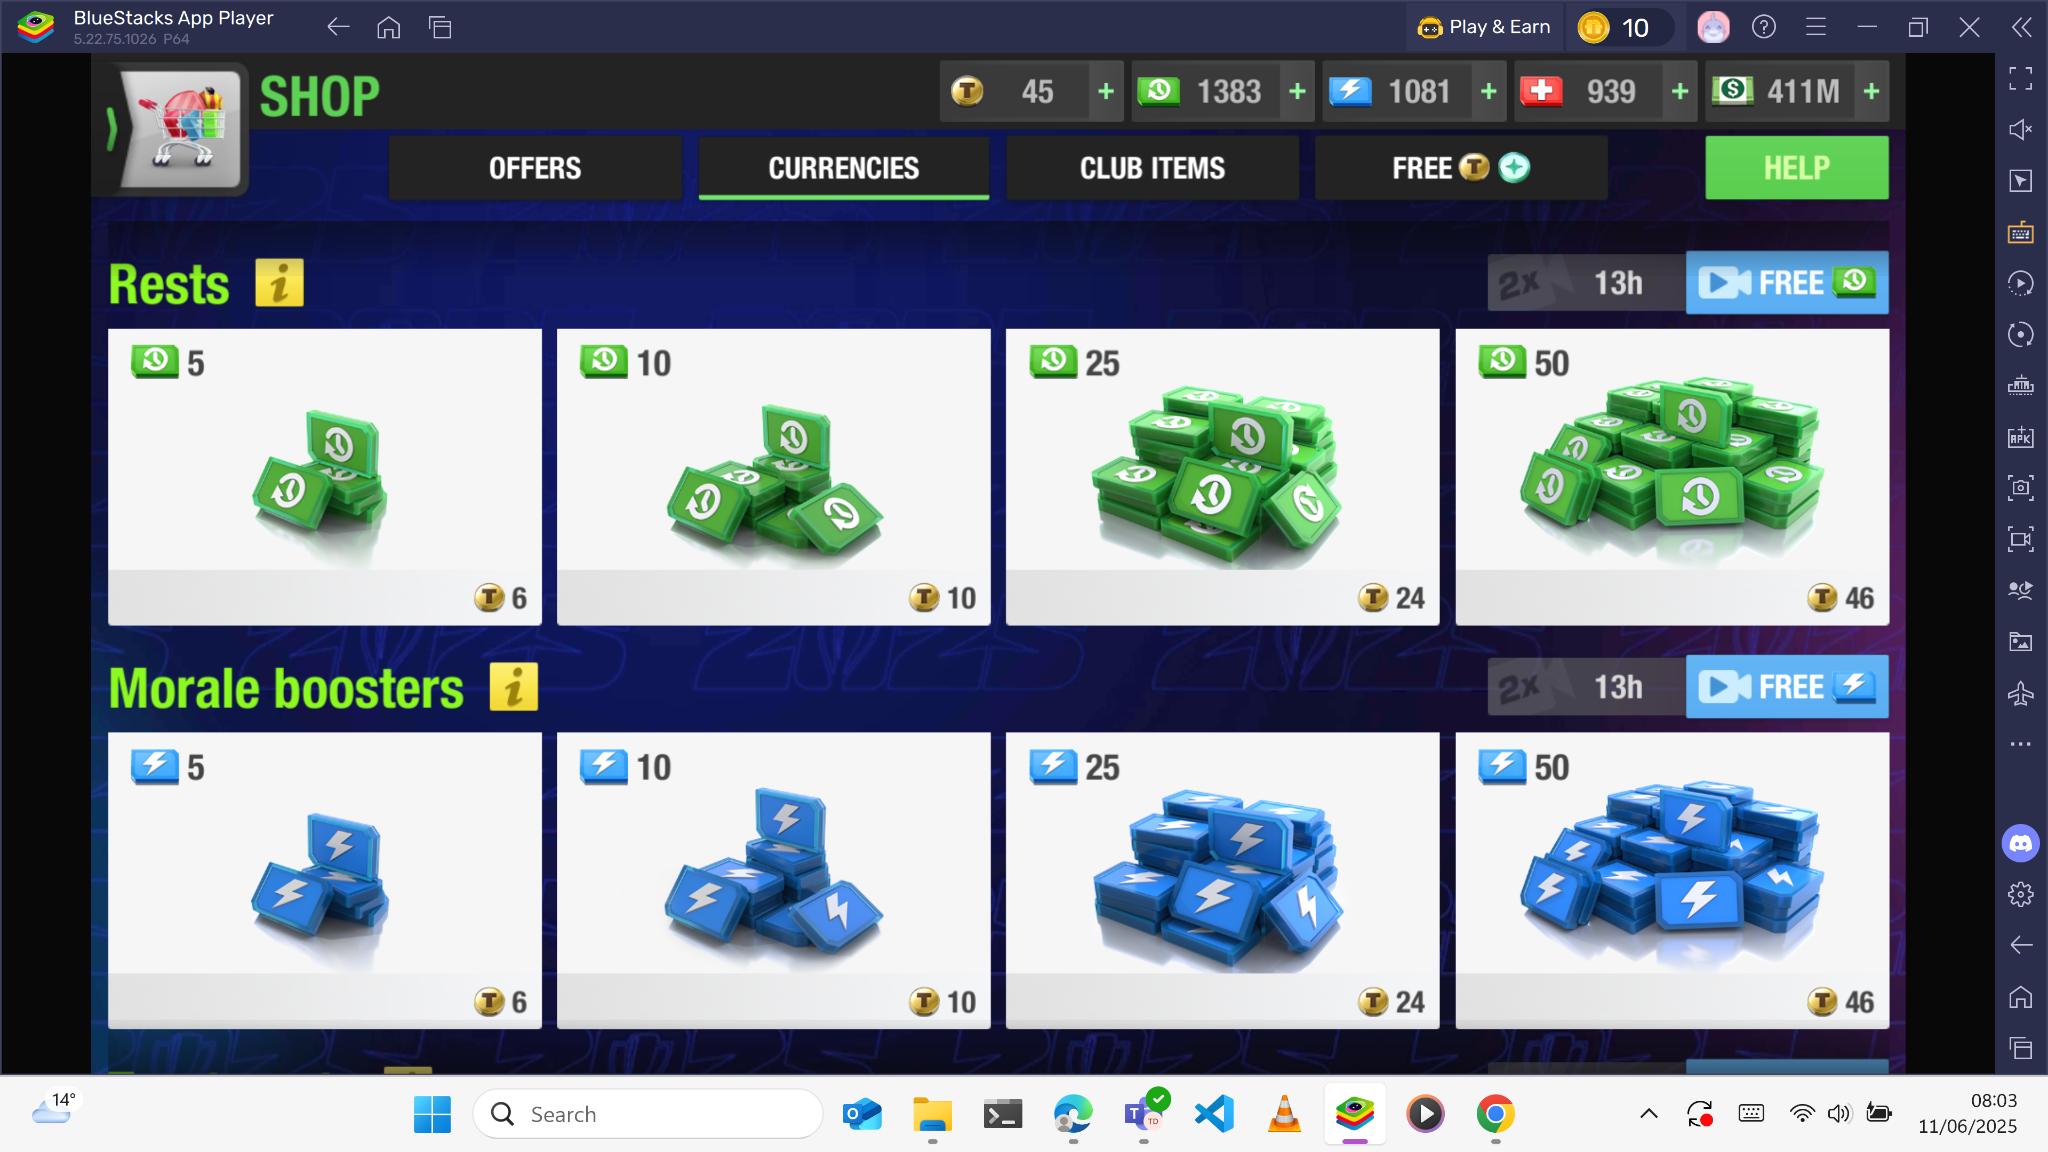 BlueStacks App Player
5.22.75.1026 P64
Play & Earn
10
SHOP
T 45 +
1383 +
1081 +
939 +
$ 411M +
OFFERS
CURRENCIES
CLUB ITEMS
FREE T
HELP
Rests i
2x 13h
FREE
5
10
25
50
T 6
T 10
T 24
T 46
Morale boosters i
2x 13h
FREE
5
10
25
50
T 6
T 10
T 24
T 46
APK
14°
Search
TD
08:03
11/06/2025